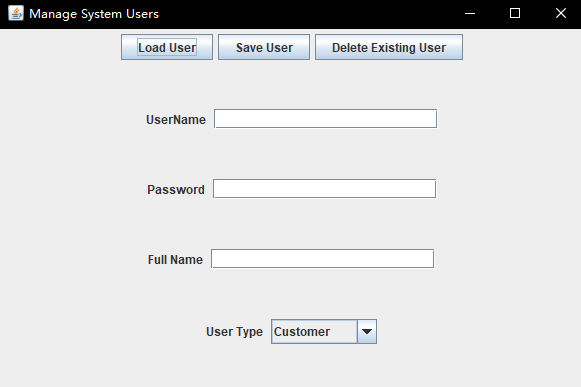 Manage System Users
Load User Save User Delete Existing User
UserName
Password
Full Name
User Type Customer